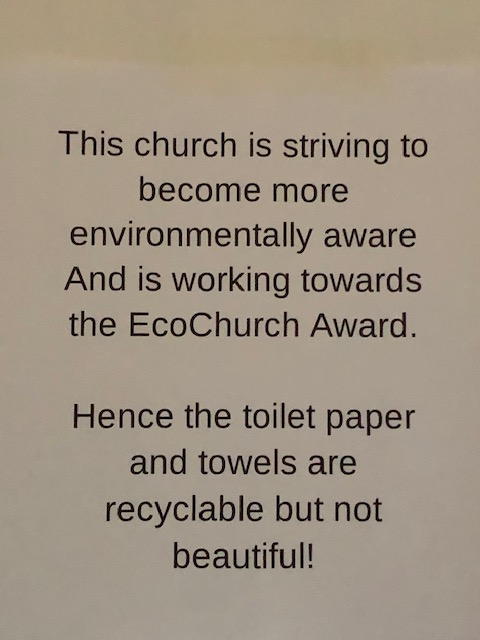 This church is striving to
become more
environmentally aware
And is working towards
the EcoChurch Award.
Hence the toilet paper
and towels are
recyclable but not
beautiful!